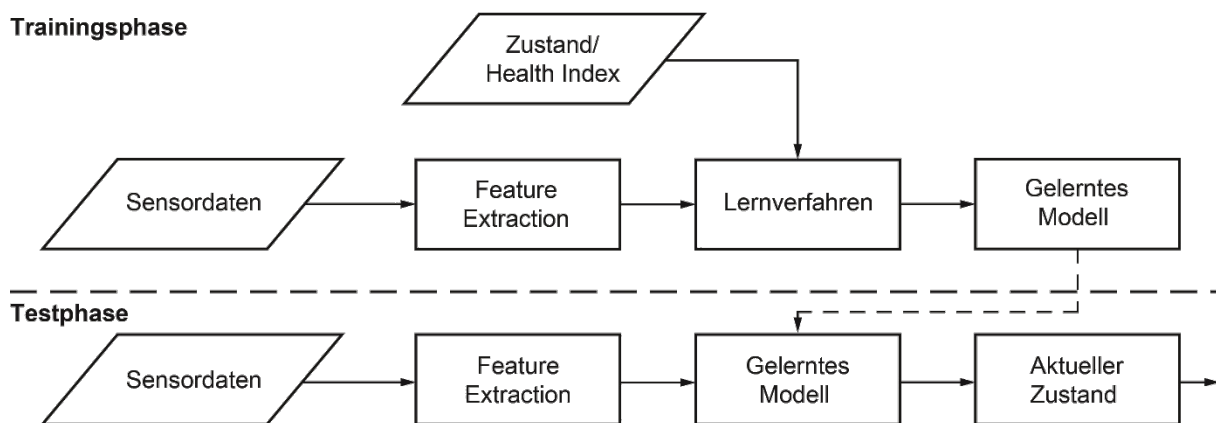 Trainingsphase
Zustand/
Health Index
Sensordaten
Feature
Extraction
Lernverfahren
Gelerntes
Modell
Testphase
Sensordaten
Feature
Extraction
Gelerntes
Modell
Aktueller
Zustand